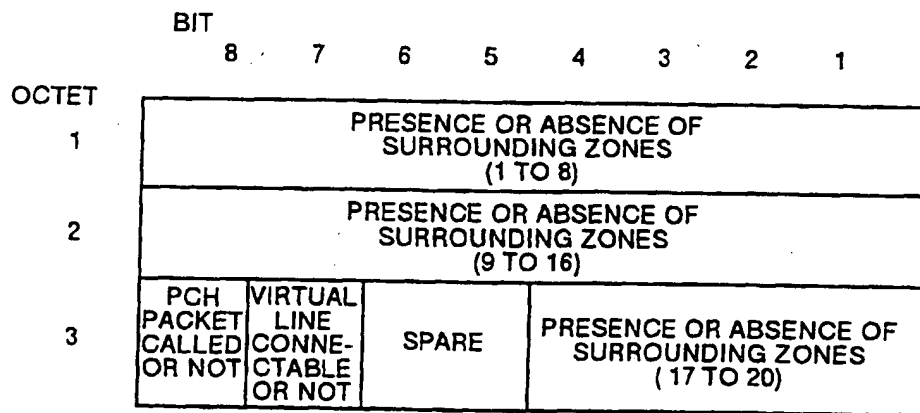 BIT
8 7 6 5 4 3 2 1
OCTET
1
PRESENCE OR ABSENCE OF
SURROUNDING ZONES
(1 TO 8)
2
PRESENCE OR ABSENCE OF
SURROUNDING ZONES
(9 TO 16)
3
PCH
PACKET
CALLED
OR NOT
VIRTUAL
LINE
CONNE-
CTABLE
OR NOT
SPARE
PRESENCE OR ABSENCE OF
SURROUNDING ZONES
( 17 TO 20)